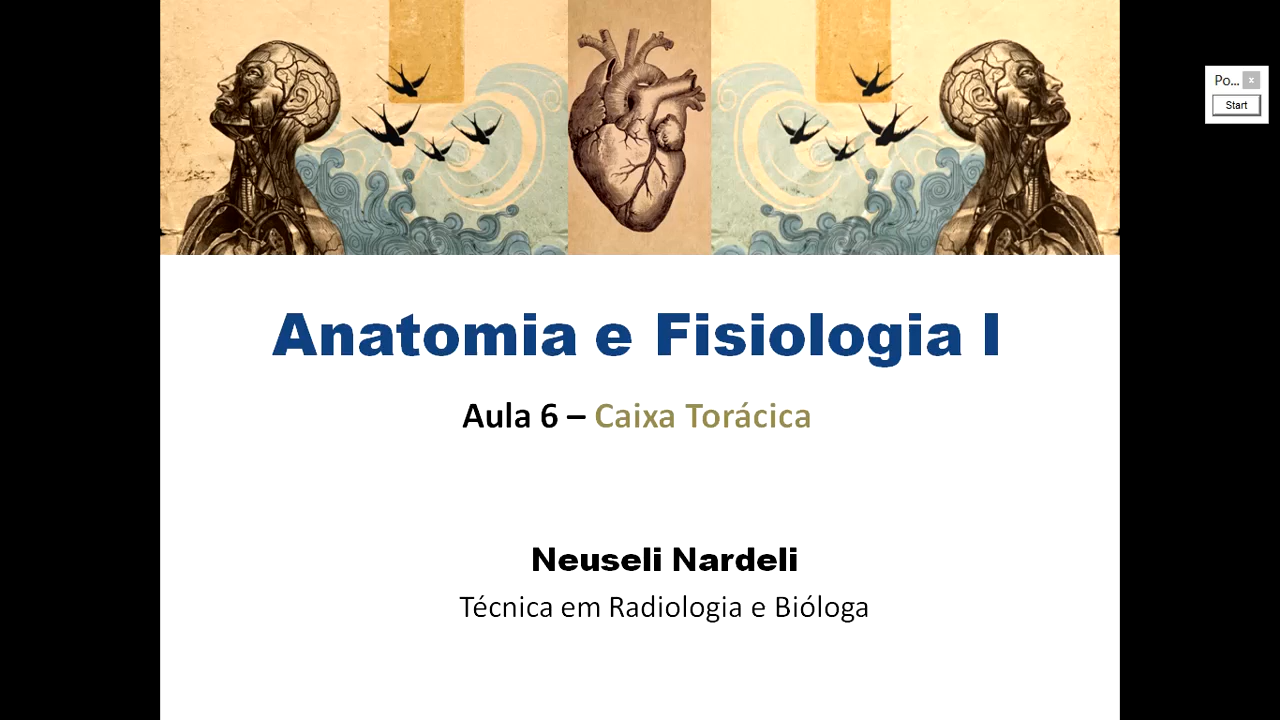 Po... x
Start
Anatomia e Fisiologia I
Aula 6 – Caixa Torácica
Neuseli Nardeli
Técnica em Radiologia e Bióloga